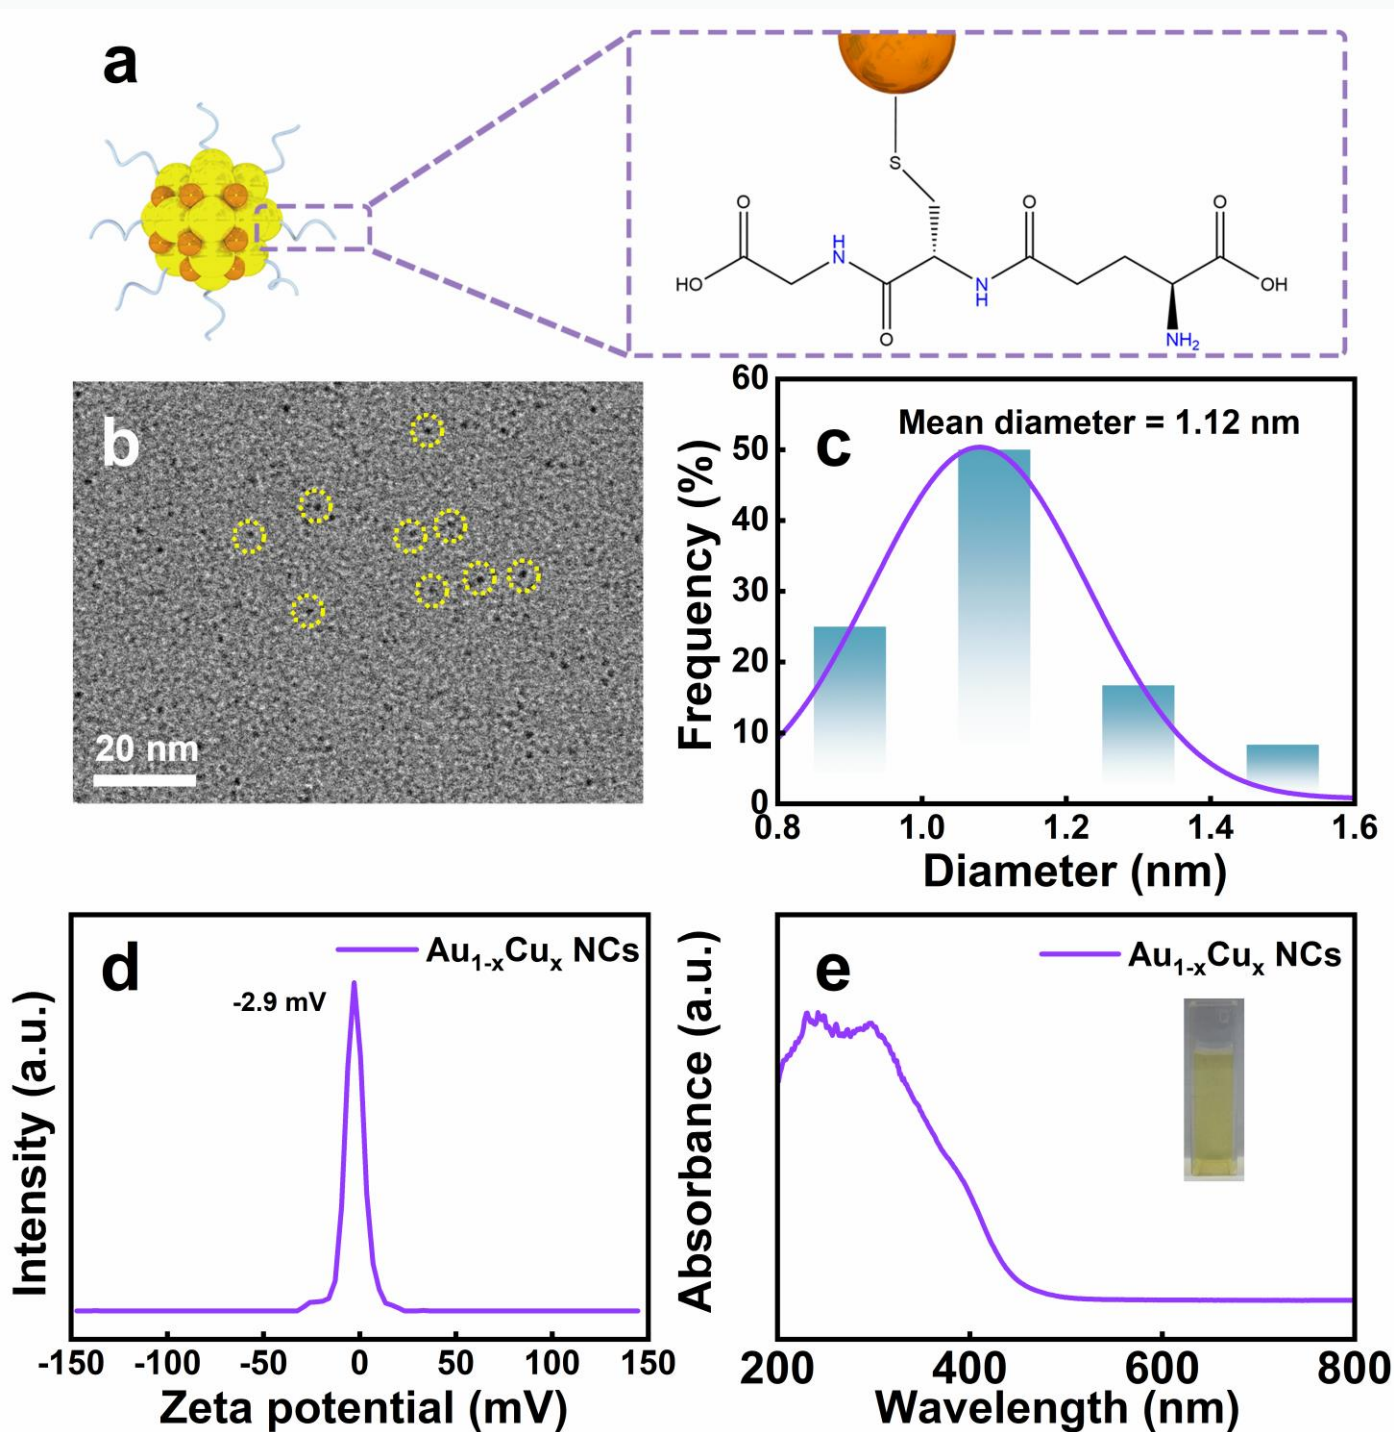 a
S
O
O
O
H
N
HO
N
H
OH
O
NH₂
b
20 nm
c
Mean diameter = 1.12 nm
60
50
40
30
20
10
0
Frequency (%)
0.8 1.0 1.2 1.4 1.6
Diameter (nm)
d
Au₁₋ₓCuₓ NCs
-2.9 mV
Intensity (a.u.)
-150 -100 -50 0 50 100 150
Zeta potential (mV)
e
Au₁₋ₓCuₓ NCs
Absorbance (a.u.)
200 400 600 800
Wavelength (nm)